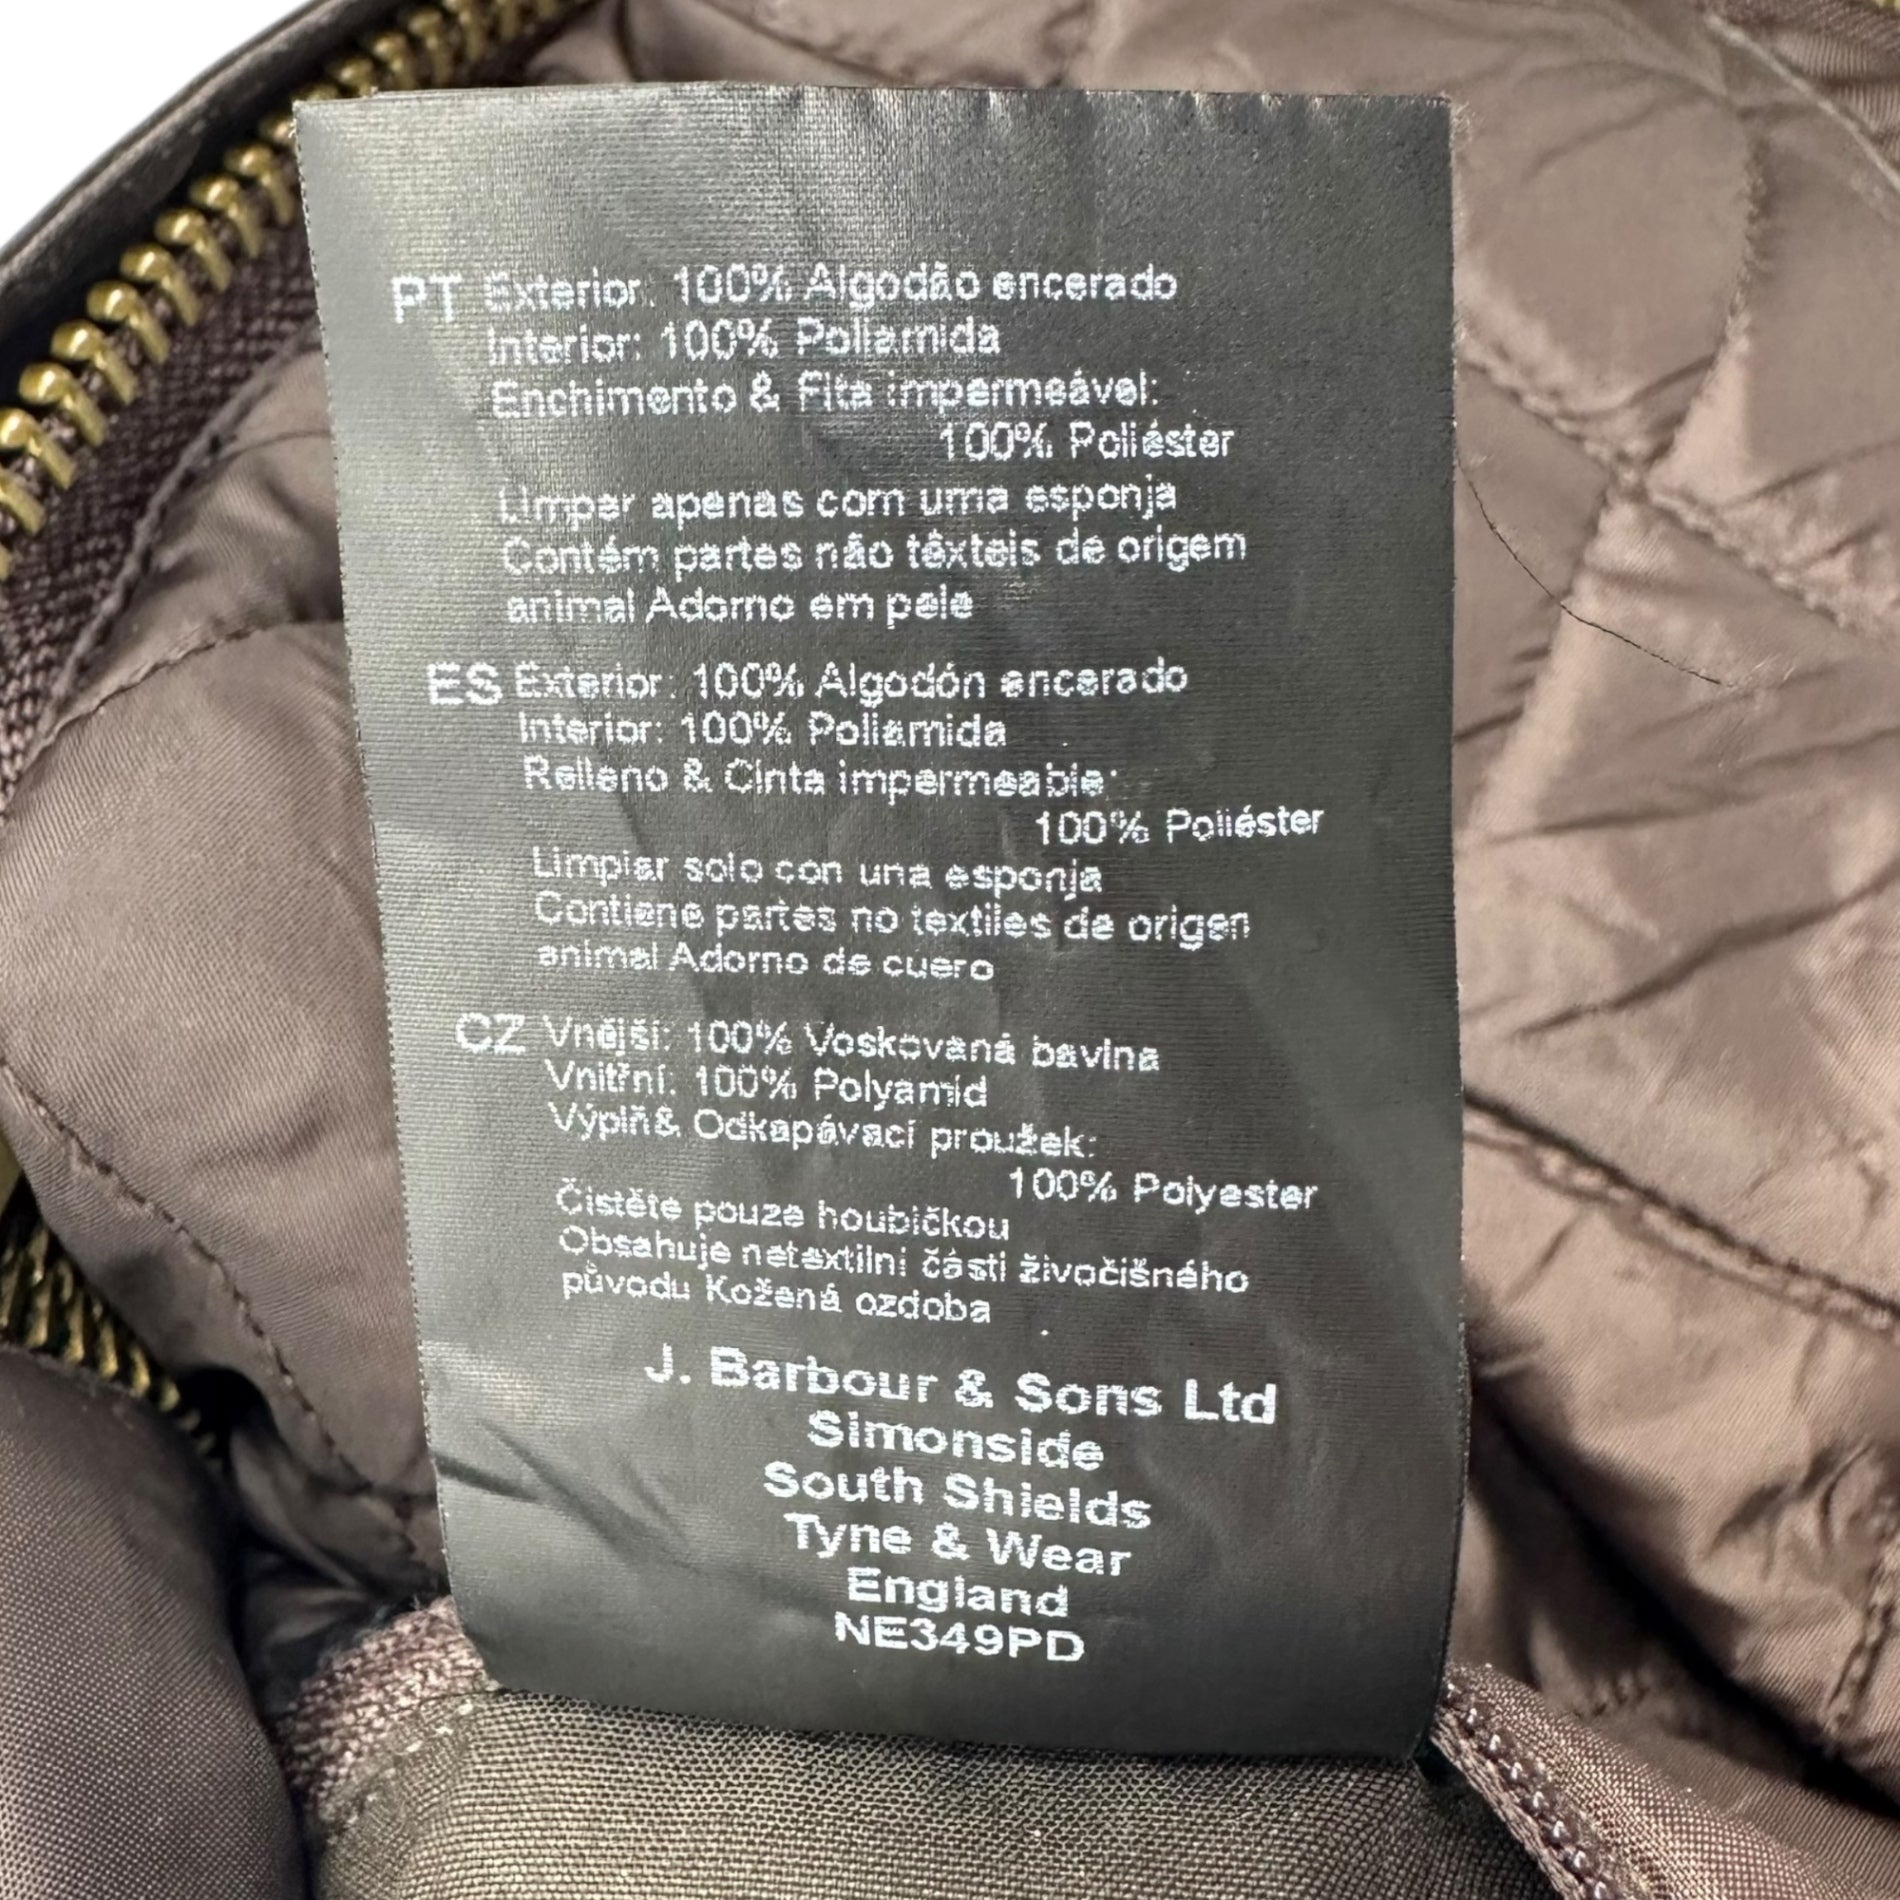 PT Exterior: 100% Algodão encerado
Interior: 100% Poliamida
Enchimento & Fita impermeável:
100% Poliéster
Limpar apenas com uma esponja
Contém partes não têxteis de origem
animal Adorno em pele
ES Exterior: 100% Algodón encerado
Interior: 100% Poliamida
Relleno & Cinta impermeable:
100% Poliéster
Limpiar solo con una esponja
Contiene partes no textiles de origen
animal Adorno de cuero
CZ Vnější: 100% Voskovaná bavlna
Vnitřní: 100% Polyamid
Výplň& Odkapávací proužek:
100% Polyester
Čistěte pouze houbičkou
Obsahuje netextilní části živočišného
původu Kožená ozdoba
J. Barbour & Sons Ltd
Simonside
South Shields
Tyne & Wear
England
NE349PD